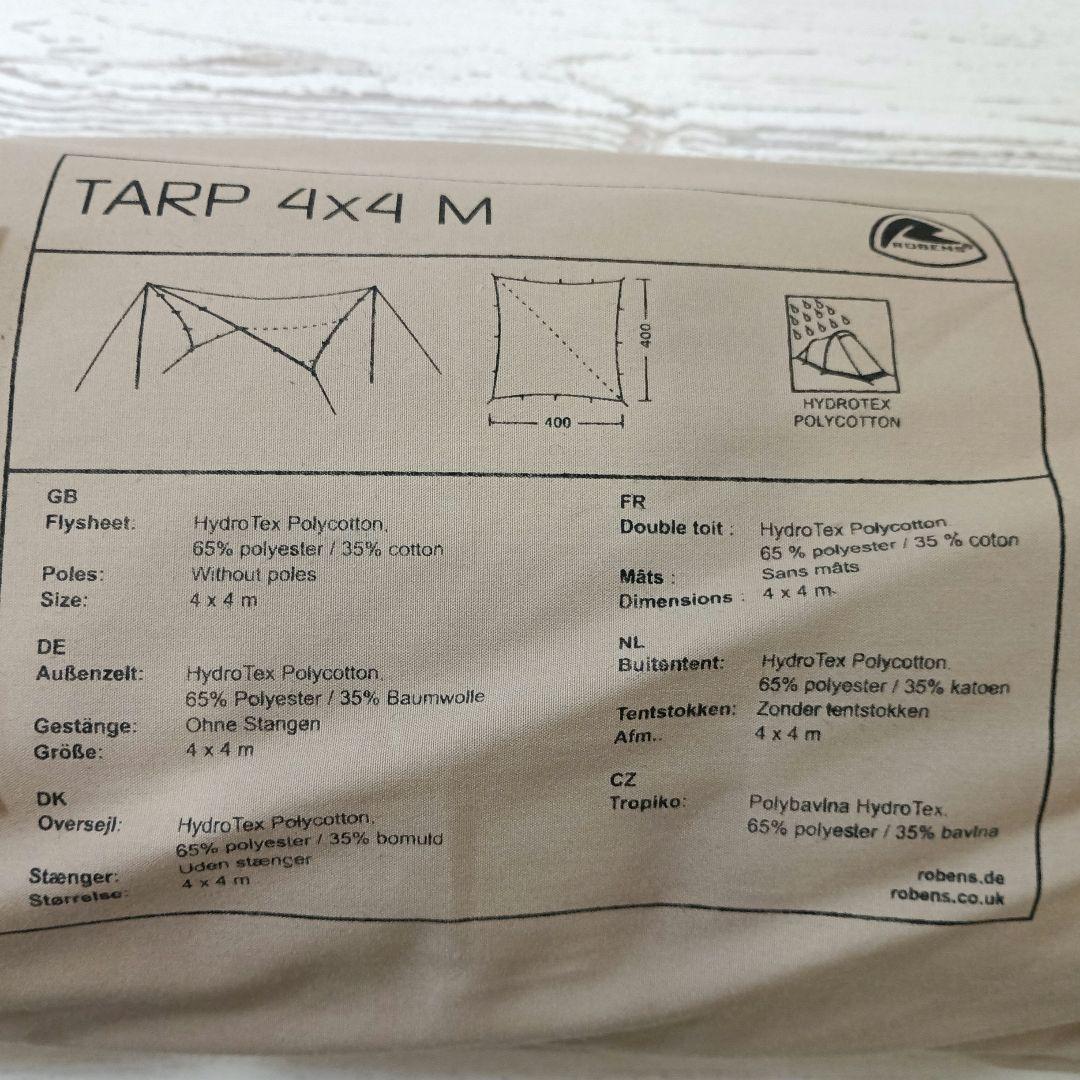 TARP 4x4 M
ROBENS
400
400
HYDROTEX
POLYCOTTON
GB
Flysheet: HydroTex Polycotton,
65% polyester / 35% cotton
Poles: Without poles
Size: 4 x 4 m
DE
Außenzelt: HydroTex Polycotton,
65% Polyester / 35% Baumwolle
Gestänge: Ohne Stangen
Größe: 4 x 4 m
DK
Oversejl: HydroTex Polycotton,
65% polyester / 35% bomuld
Stænger: Uden stænger
Størrelse: 4 x 4 m
FR
Double toit : HydroTex Polycotton
65 % polyester / 35 % coton
Mâts : Sans mâts
Dimensions : 4 x 4 m
NL
Buitentent: HydroTex Polycotton,
65% polyester / 35% katoen
Tentstokken: Zonder tentstokken
Afm.. 4 x 4 m
CZ
Tropiko: Polybavlna HydroTex,
65% polyester / 35% bavlna
robens.de
robens.co.uk